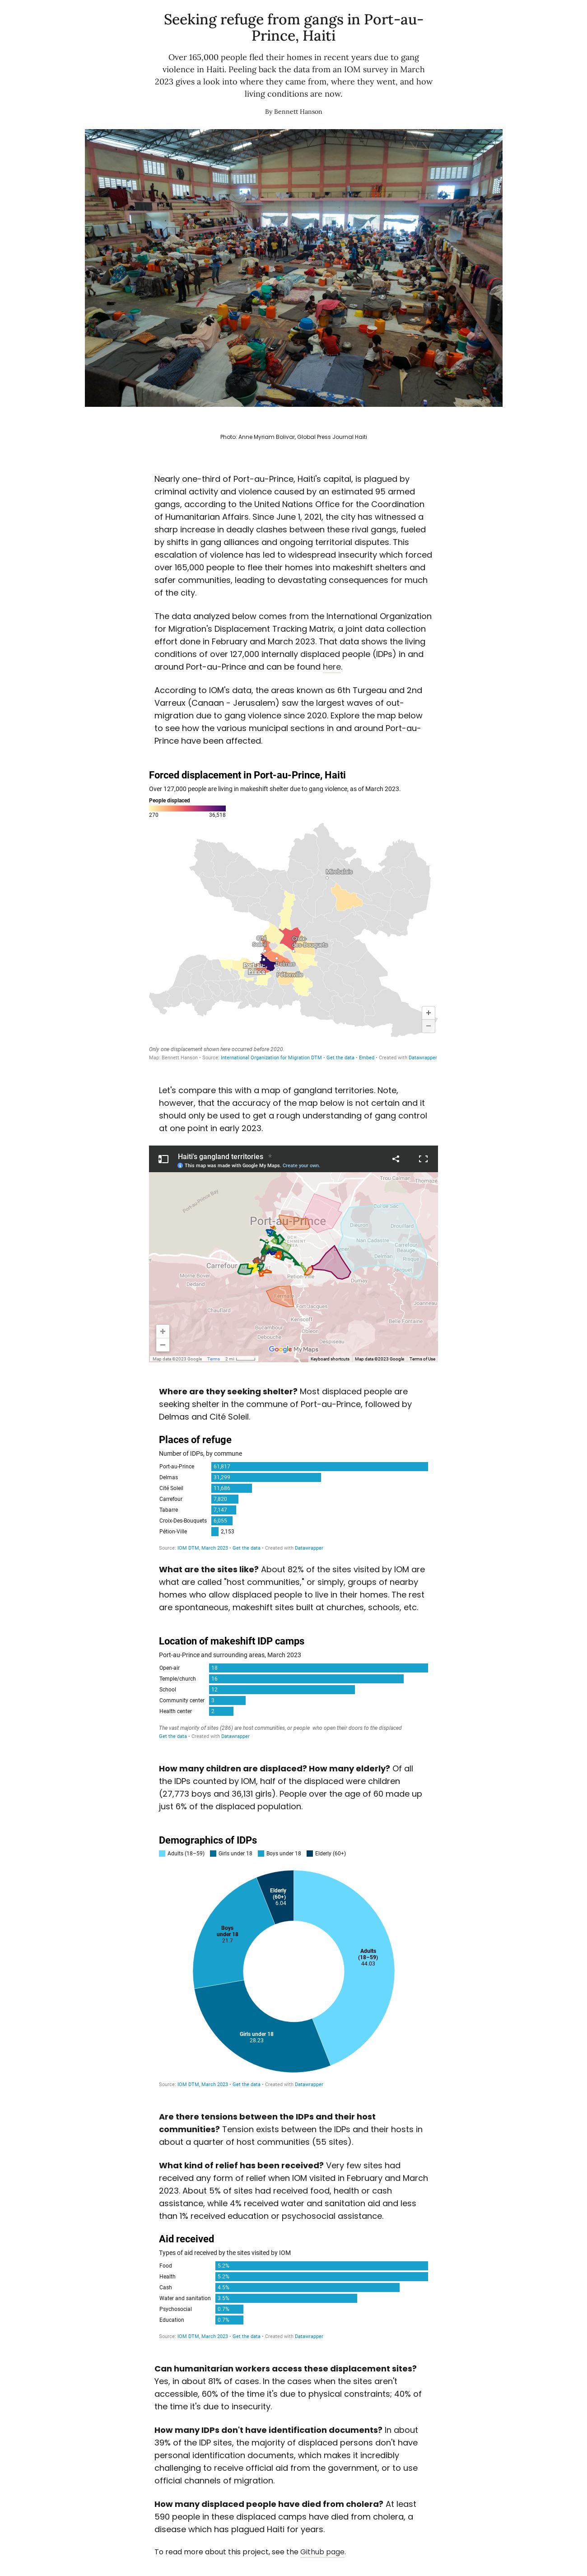 Seeking refuge from gangs in Port-au-
Prince, Haiti
Over 165,000 people fled their homes in recent years due to gang
violence in Haiti. Peeling back the data from an IOM survey in March
2023 gives a look into where they came from, where they went, and how
living conditions are now.
By Bennett Hanson
Photo: Anne Myriam Bolivar, Global Press Journal Haiti
Nearly one-third of Port-au-Prince, Haiti's capital, is plagued by
criminal activity and violence caused by an estimated 95 armed
gangs, according to the United Nations Office for the Coordination
of Humanitarian Affairs. Since June 1, 2021, the city has witnessed a
sharp increase in deadly clashes between these rival gangs, fueled
by shifts in gang alliances and ongoing territorial disputes. This
escalation of violence has led to widespread insecurity which forced
over 165,000 people to flee their homes into makeshift shelters and
safer communities, leading to devastating consequences for much
of the city.
The data analyzed below comes from the International Organization
for Migration's Displacement Tracking Matrix, a joint data collection
effort done in February and March 2023. That data shows the living
conditions of over 127,000 internally displaced people (IDPs) in and
around Port-au-Prince and can be found here.
According to IOM's data, the areas known as 6th Turgeau and 2nd
Varreux (Canaan - Jerusalem) saw the largest waves of out-
migration due to gang violence since 2020. Explore the map below
to see how the various municipal sections in and around Port-au-
Prince have been affected.
Forced displacement in Port-au-Prince, Haiti
Over 127,000 people are living in makeshift shelter due to gang violence, as of March 2023.
People displaced
270 36,518
Mirebalais
Pétionville
Only one displacement shown here occurred before 2020.
Map: Bennett Hanson • Source: International Organization for Migration DTM • Get the data • Embed • Created with Datawrapper
Let's compare this with a map of gangland territories. Note,
however, that the accuracy of the map below is not certain and it
should only be used to get a rough understanding of gang control
at one point in early 2023.
Haiti's gangland territories
This map was made with Google My Maps. Create your own.
Port-au-Prince Bay
Port-au-Prince
Carrefour
Google My Maps
Map data ©2023 Google Terms 2 mi
Keyboard shortcuts Map data ©2023 Google Terms of Use
Where are they seeking shelter? Most displaced people are
seeking shelter in the commune of Port-au-Prince, followed by
Delmas and Cité Soleil.
Places of refuge
Number of IDPs, by commune
Port-au-Prince 61,817
Delmas 31,299
Cité Soleil 11,686
Carrefour 7,820
Tabarre 7,147
Croix-Des-Bouquets 6,055
Pétion-Ville 2,153
Source: IOM DTM, March 2023 • Get the data • Created with Datawrapper
What are the sites like? About 82% of the sites visited by IOM are
what are called "host communities," or simply, groups of nearby
homes who allow displaced people to live in their homes. The rest
are spontaneous, makeshift sites built at churches, schools, etc.
Location of makeshift IDP camps
Port-au-Prince and surrounding areas, March 2023
Open-air 18
Temple/church 16
School 12
Community center 3
Health center 2
The vast majority of sites (286) are host communities, or people who open their doors to the displaced
Get the data • Created with Datawrapper
How many children are displaced? How many elderly? Of all
the IDPs counted by IOM, half of the displaced were children
(27,773 boys and 36,131 girls). People over the age of 60 made up
just 6% of the displaced population.
Demographics of IDPs
Adults (18–59) Girls under 18 Boys under 18 Elderly (60+)
Elderly
(60+)
6.04
Boys
under 18
21.7
Adults
(18–59)
44.03
Girls under 18
28.23
Source: IOM DTM, March 2023 • Get the data • Created with Datawrapper
Are there tensions between the IDPs and their host
communities? Tension exists between the IDPs and their hosts in
about a quarter of host communities (55 sites).
What kind of relief has been received? Very few sites had
received any form of relief when IOM visited in February and March
2023. About 5% of sites had received food, health or cash
assistance, while 4% received water and sanitation aid and less
than 1% received education or psychosocial assistance.
Aid received
Types of aid received by the sites visited by IOM
Food 5.2%
Health 5.2%
Cash 4.5%
Water and sanitation 3.5%
Psychosocial 0.7%
Education 0.7%
Source: IOM DTM, March 2023 • Get the data • Created with Datawrapper
Can humanitarian workers access these displacement sites?
Yes, in about 81% of cases. In the cases when the sites aren't
accessible, 60% of the time it's due to physical constraints; 40% of
the time it's due to insecurity.
How many IDPs don't have identification documents? In about
39% of the IDP sites, the majority of displaced persons don't have
personal identification documents, which makes it incredibly
challenging to receive official aid from the government, or to use
official channels of migration.
How many displaced people have died from cholera? At least
590 people in these displaced camps have died from cholera, a
disease which has plagued Haiti for years.
To read more about this project, see the Github page.